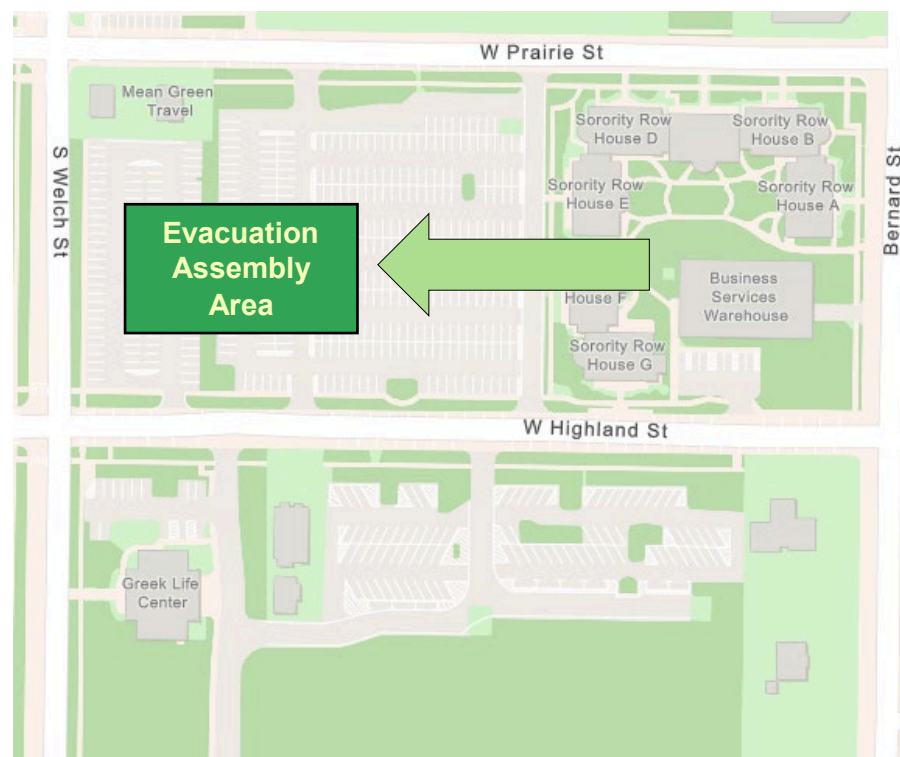 W Prairie St
Mean Green
Travel
Sorority Row
House D
Sorority Row
House B
S Welch St
Bernard St
Sorority Row
House E
Sorority Row
House A
Evacuation
Assembly
Area
House F
Business
Services
Warehouse
Sorority Row
House G
W Highland St
Greek Life
Center